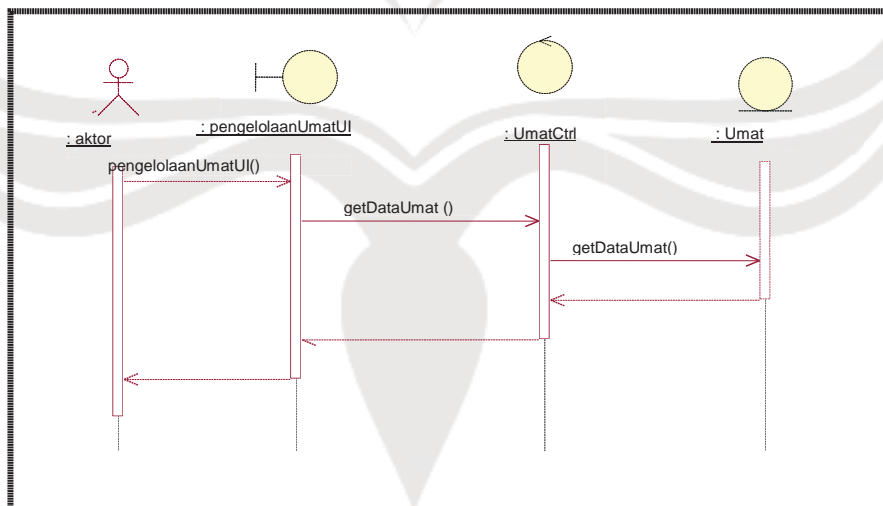 : aktor
: pengelolaanUmatUI
: UmatCtrl
: Umat
pengelolaanUmatUI()
getDataUmat ()
getDataUmat()